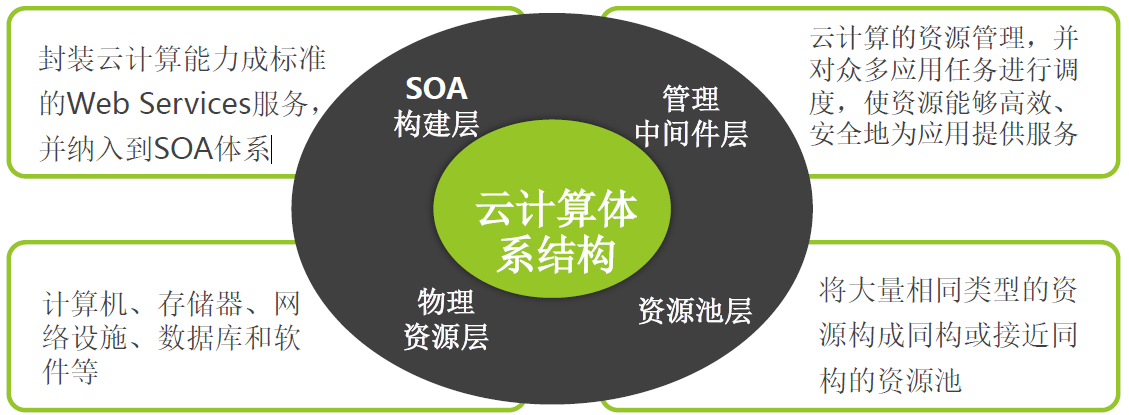 封装云计算能力成标准
的Web Services服务，
并纳入到SOA体系
SOA
构建层
管理
中间件层
云计算的资源管理，并
对众多应用任务进行调
度，使资源能够高效、
安全地为应用提供服务
云计算体
系结构
计算机、存储器、网
络设施、数据库和软
件等
物理
资源层
资源池层
将大量相同类型的资
源构成同构或接近同
构的资源池